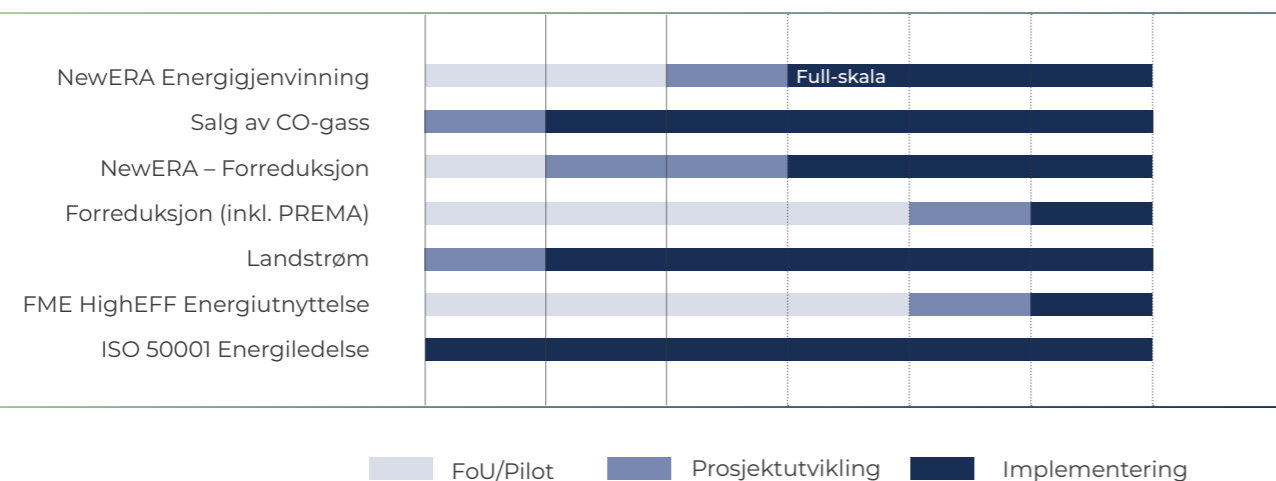 NewERA Energigjenvinning
Full-skala
Salg av CO-gass
NewERA – Forreduksjon
Forreduksjon (inkl. PREMA)
Landstrøm
FME HighEFF Energiutnyttelse
ISO 50001 Energiledelse
FoU/Pilot
Prosjektutvikling
Implementering